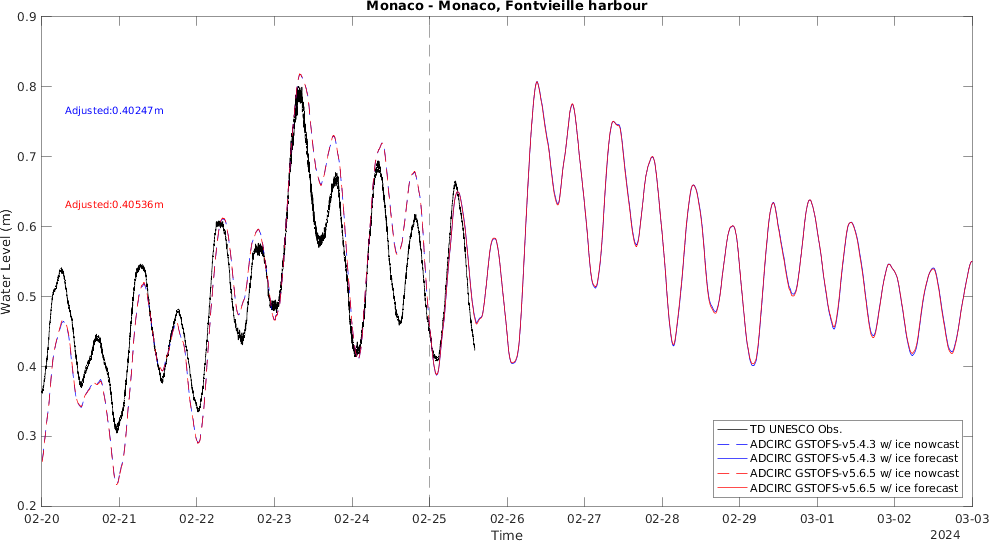 Monaco - Monaco, Fontvieille harbour
0.9
0.8
0.7
0.6
0.5
0.4
0.3
0.2
Water Level (m)
Adjusted:0.40247m
Adjusted:0.40536m
TD UNESCO Obs.
ADCIRC GSTOFS-v5.4.3 w/ ice nowcast
ADCIRC GSTOFS-v5.4.3 w/ ice forecast
ADCIRC GSTOFS-v5.6.5 w/ ice nowcast
ADCIRC GSTOFS-v5.6.5 w/ ice forecast
02-20 02-21 02-22 02-23 02-24 02-25 02-26 02-27 02-28 02-29 03-01 03-02 03-03
Time
2024